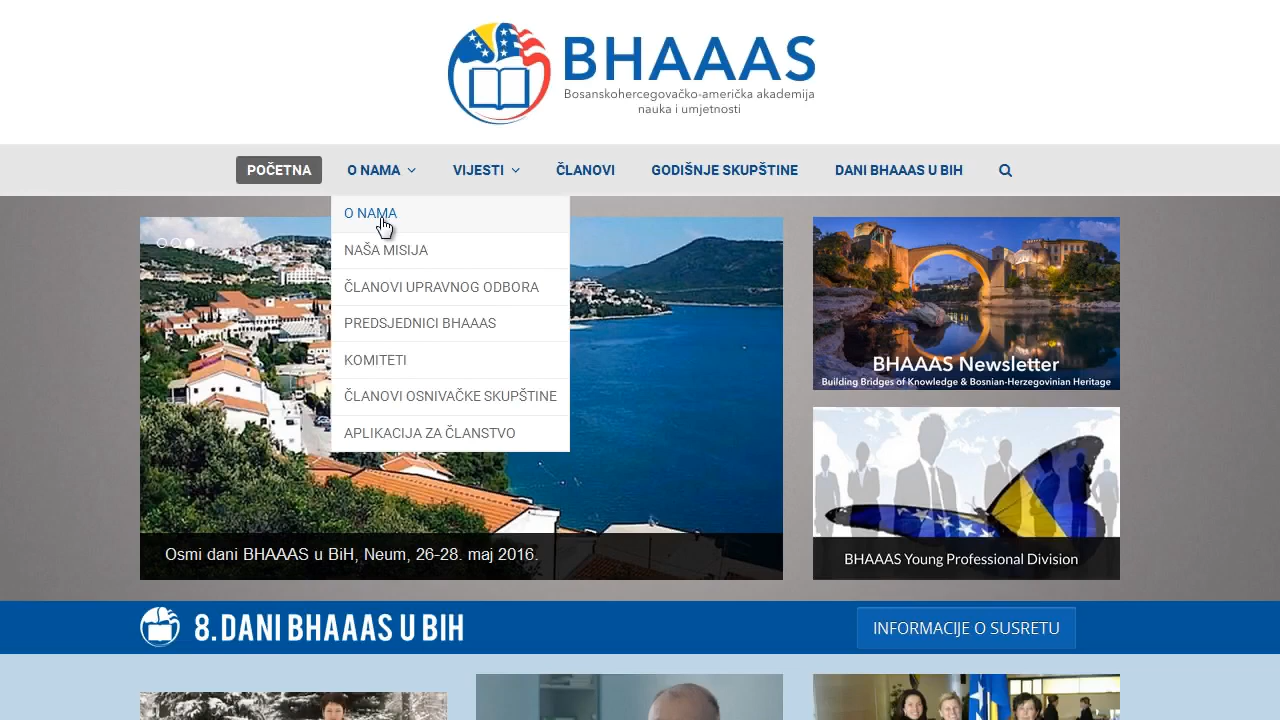 BHAAAS
Bosanskohercegovačko-američka akademija
nauka i umjetnosti
POČETNA
O NAMA
VIJESTI
ČLANOVI
GODIŠNJE SKUPŠTINE
DANI BHAAAS U BIH
O NAMA
NAŠA MISIJA
ČLANOVI UPRAVNOG ODBORA
PREDSJEDNICI BHAAAS
KOMITETI
ČLANOVI OSNIVAČKE SKUPŠTINE
APLIKACIJA ZA ČLANSTVO
Osmi dani BHAAAS u BiH, Neum, 26-28. maj 2016.
BHAAAS Newsletter
Building Bridges of Knowledge & Bosnian-Herzegovinian Heritage
BHAAAS Young Professional Division
8. DANI BHAAAS U BIH
INFORMACIJE O SUSRETU